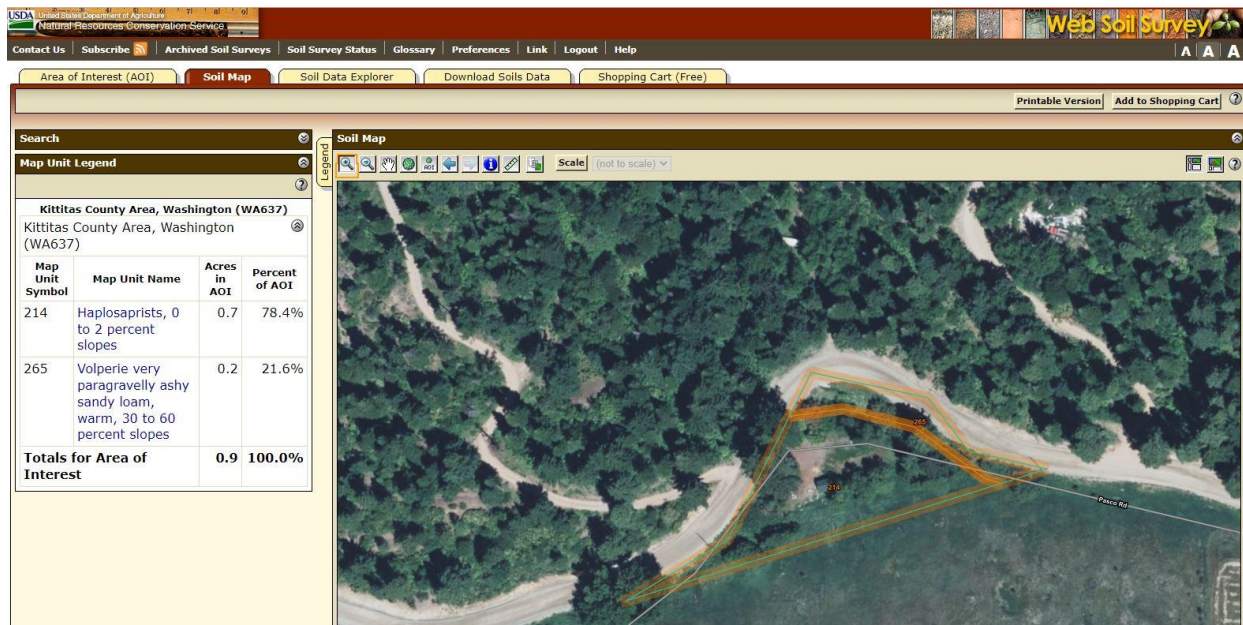 USDA United States Department of Agriculture
Natural Resources Conservation Service
Web Soil Survey
Contact Us Subscribe Archived Soil Surveys Soil Survey Status Glossary Preferences Link Logout Help
A A A
Area of Interest (AOI) Soil Map Soil Data Explorer Download Soils Data Shopping Cart (Free)
Printable Version Add to Shopping Cart ?
Search
Map Unit Legend
?
Kittitas County Area, Washington (WA637)
Kittitas County Area, Washington
(WA637)
Map Unit Symbol Map Unit Name Acres in AOI Percent of AOI
214 Haplosaprists, 0 0.7 78.4%
to 2 percent
slopes
265 Volperie very 0.2 21.6%
paragravelly ashy
sandy loam,
warm, 30 to 60
percent slopes
Totals for Area of 0.9 100.0%
Interest
Legend
Soil Map
AOI Scale (not to scale) ?
265
214
Pasco Rd